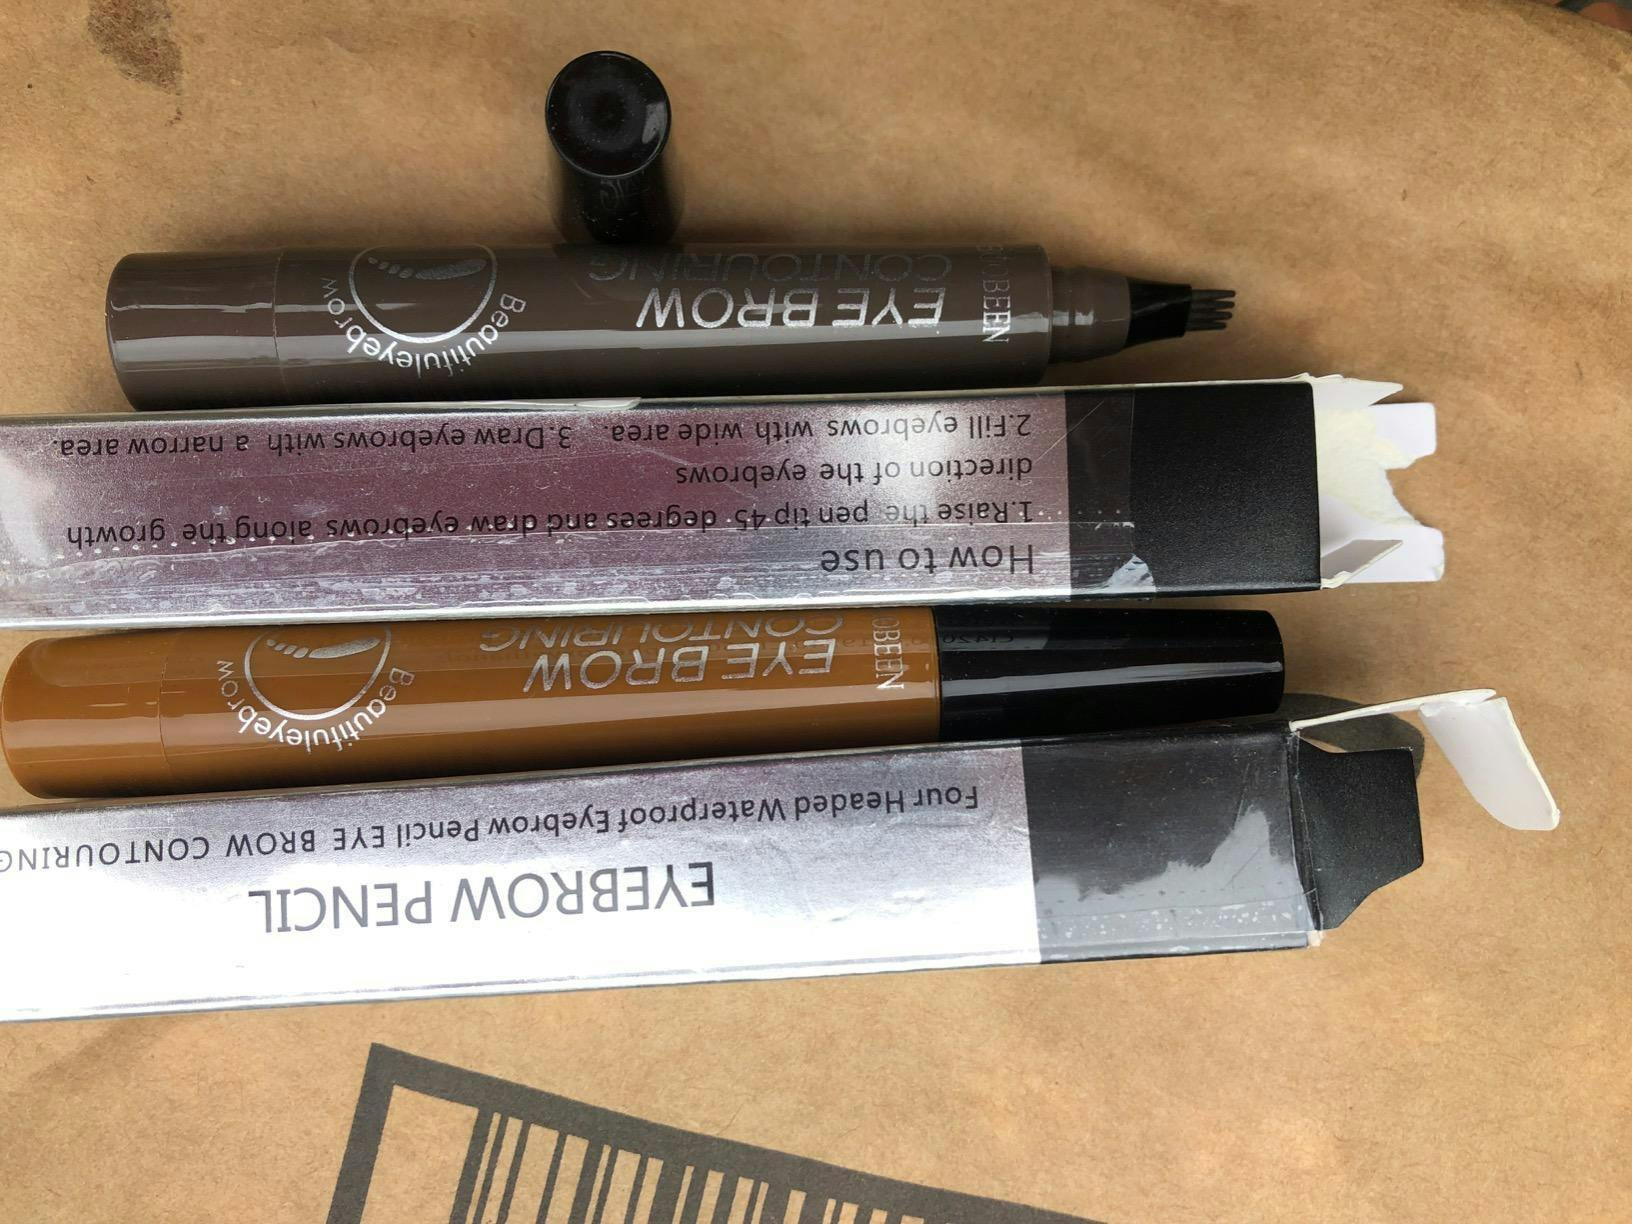 EYEBROW PENCIL
Four Headed Waterproof Eyebrow Pencil EYE BROW CONTOURING
EYE BROW
CONTOURING
Beautifuleyebrow
How to use
1.Raise the pen tip 45 degrees and draw eyebrows along the growth
direction of the eyebrows
2.Fill eyebrows with wide area. 3.Draw eyebrows with a narrow area.
EYE BROW
CONTOURING
Beautifuleyebrow